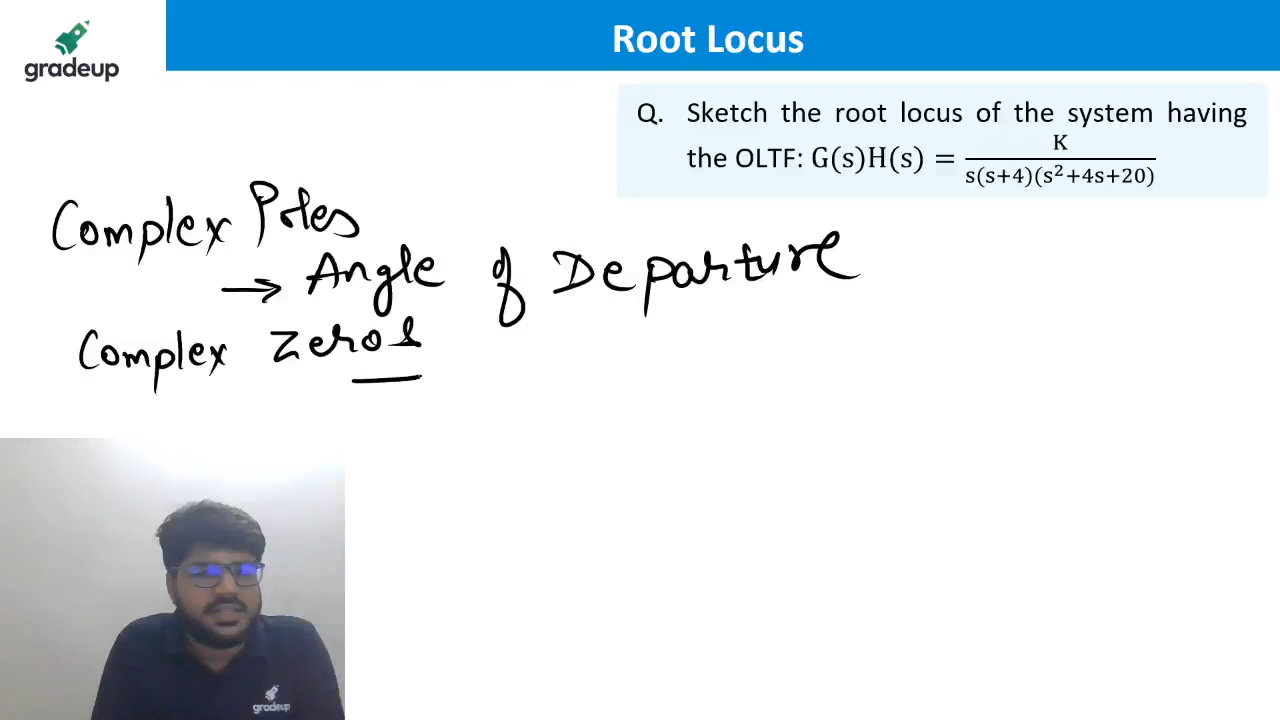 gradeup
Root Locus
Q. Sketch the root locus of the system having
the OLTF: G(s)H(s) = K / s(s+4)(s²+4s+20)
Complex Poles
→ Angle of Departure
Complex Zeros
gradeup